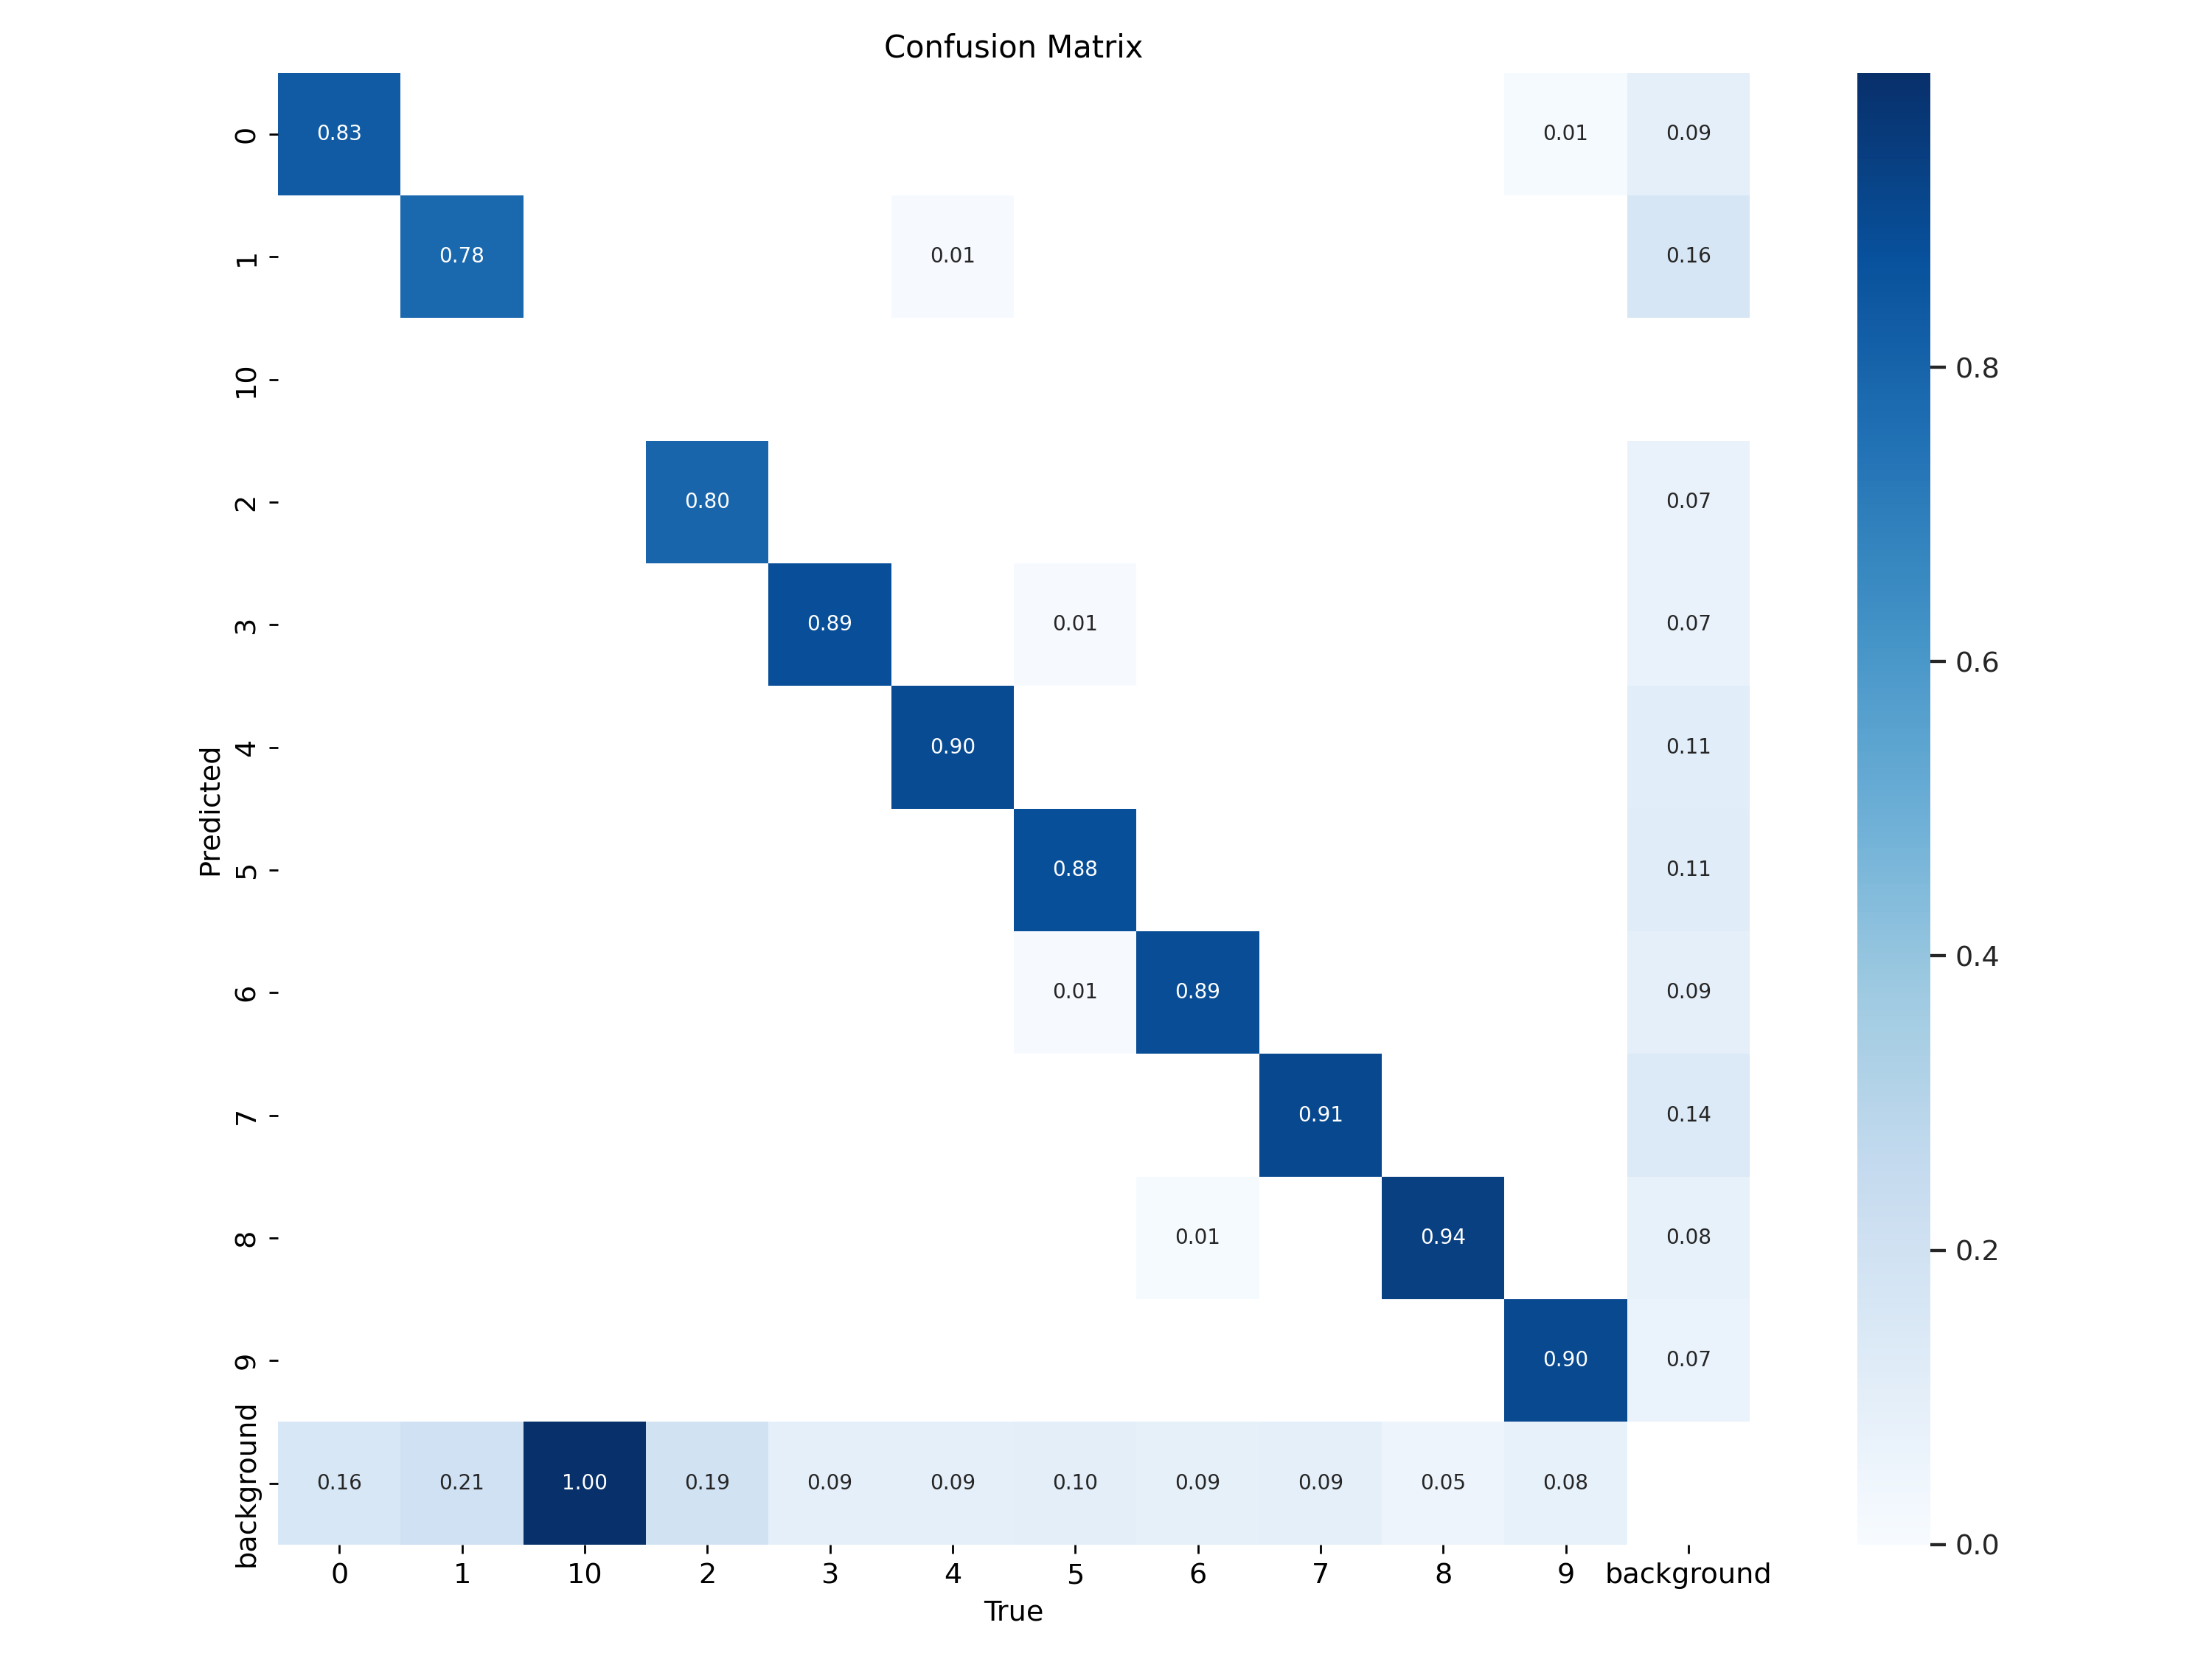 Confusion Matrix
0 0.83 0.01 0.09
1 0.78 0.01 0.16
10
2 0.80 0.07
3 0.89 0.01 0.07
4 0.90 0.11
5 0.88 0.11
6 0.01 0.89 0.09
7 0.91 0.14
8 0.01 0.94 0.08
9 0.90 0.07
background 0.16 0.21 1.00 0.19 0.09 0.09 0.10 0.09 0.09 0.05 0.08
0 1 10 2 3 4 5 6 7 8 9 background
True
Predicted
0.8
0.6
0.4
0.2
0.0